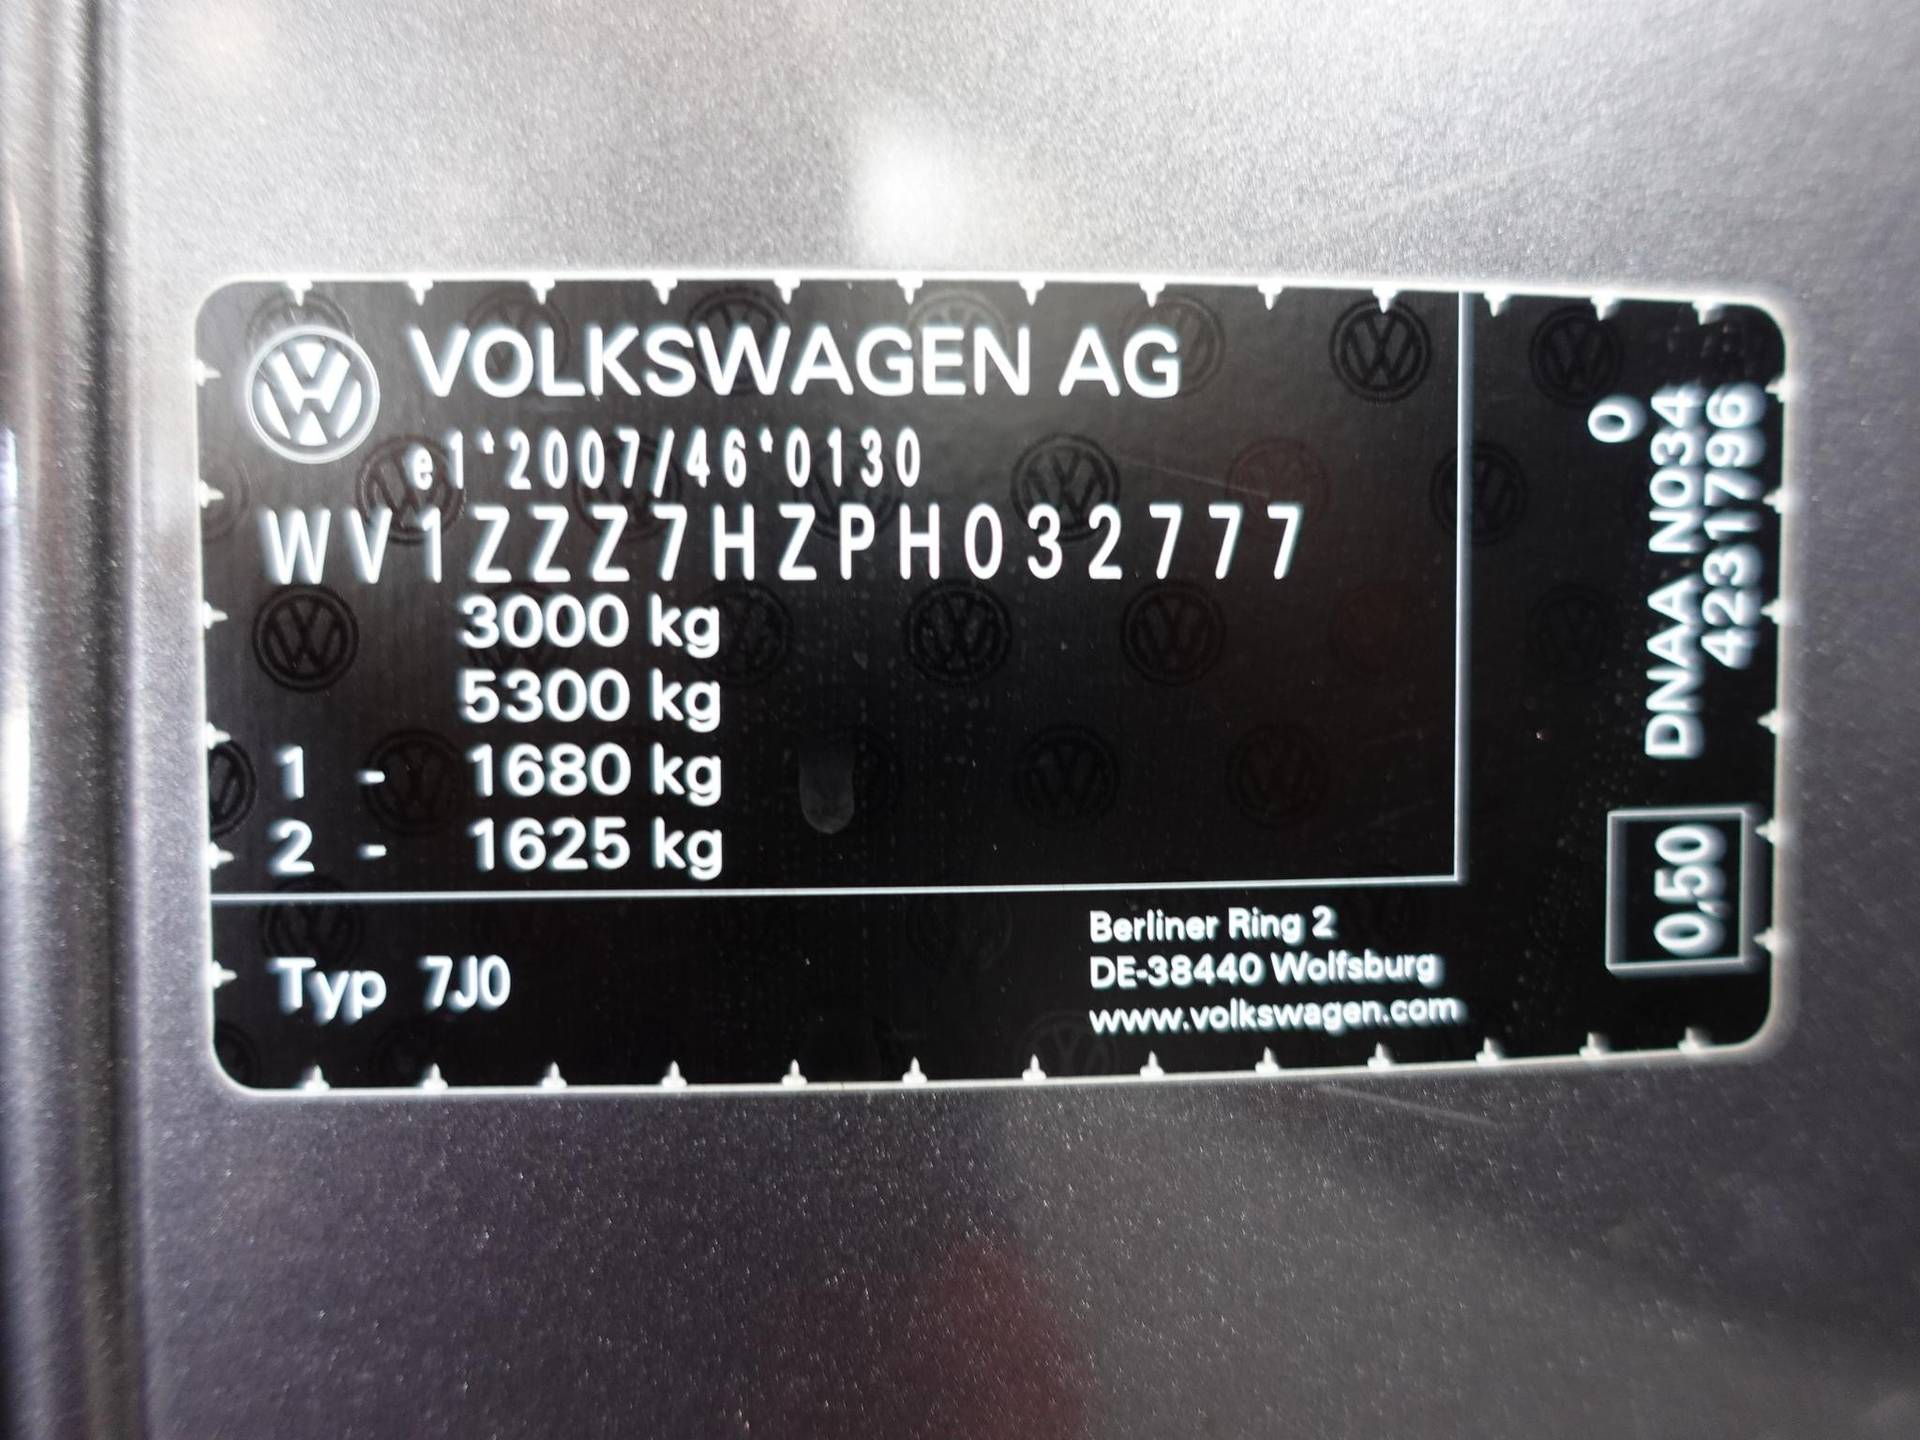 VOLKSWAGEN AG
e1*2007/46*0130
WV1ZZZ7HZPH032777
3000 kg
5300 kg
1 - 1680 kg
2 - 1625 kg
Typ 7J0
Berliner Ring 2
DE-38440 Wolfsburg
www.volkswagen.com
0
DNAA N034
42317796
0,50